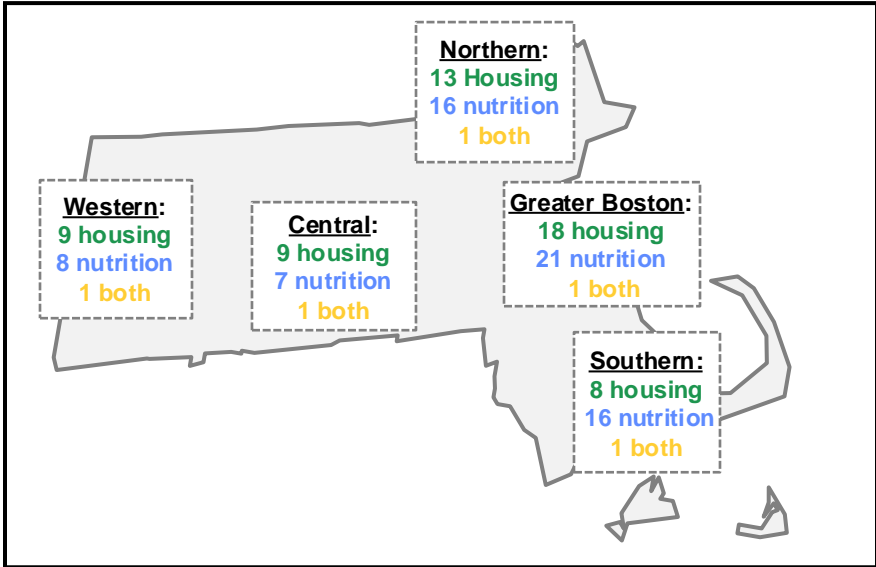 Northern:
13 Housing
16 nutrition
1 both
Western:
9 housing
8 nutrition
1 both
Central:
9 housing
7 nutrition
1 both
Greater Boston:
18 housing
21 nutrition
1 both
Southern:
8 housing
16 nutrition
1 both